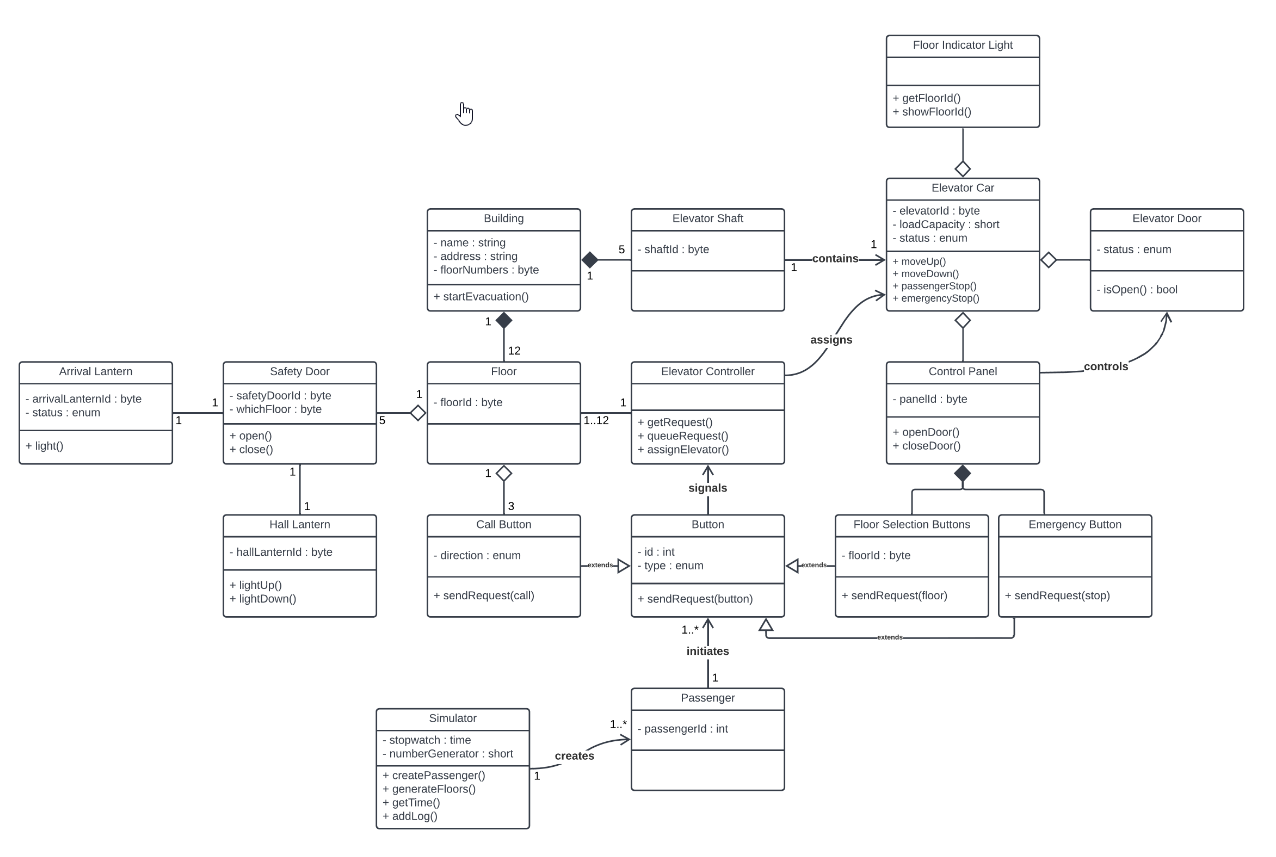 Floor Indicator Light
+ getFloorId()
+ showFloorId()
Elevator Car
- elevatorId : byte
- loadCapacity : short
- status : enum
+ moveUp()
+ moveDown()
+ passengerStop()
+ emergencyStop()
Building
- name : string
- address : string
- floorNumbers : byte
+ startEvacuation()
5
1
Elevator Shaft
- shaftId : byte
1
contains
1
Elevator Door
- status : enum
- isOpen() : bool
1
12
assigns
controls
Arrival Lantern
- arrivalLanternId : byte
- status : enum
+ light()
1
1
Safety Door
- safetyDoorId : byte
- whichFloor : byte
+ open()
+ close()
1
5
Floor
- floorId : byte
1
1..12
Elevator Controller
+ getRequest()
+ queueRequest()
+ assignElevator()
Control Panel
- panelId : byte
+ openDoor()
+ closeDoor()
1
1
1
3
signals
Hall Lantern
- hallLanternId : byte
+ lightUp()
+ lightDown()
Call Button
- direction : enum
+ sendRequest(call)
extends
Button
- id : int
- type : enum
+ sendRequest(button)
extends
Floor Selection Buttons
- floorId : byte
+ sendRequest(floor)
Emergency Button
+ sendRequest(stop)
extends
1..*
initiates
1
Passenger
- passengerId : int
Simulator
- stopwatch : time
- numberGenerator : short
+ createPassenger()
+ generateFloors()
+ getTime()
+ addLog()
1..*
creates
1